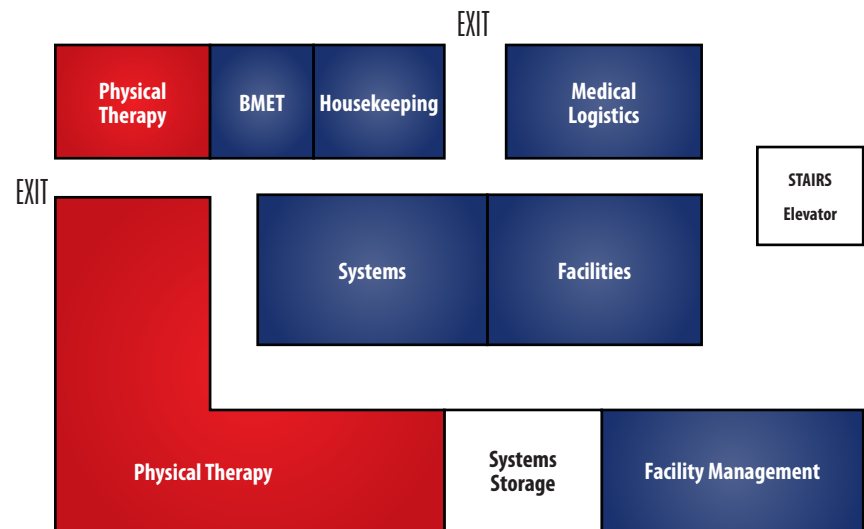 EXIT
Physical
Therapy
BMET
Housekeeping
Medical
Logistics
STAIRS
Elevator
EXIT
Systems
Facilities
Physical Therapy
Systems
Storage
Facility Management